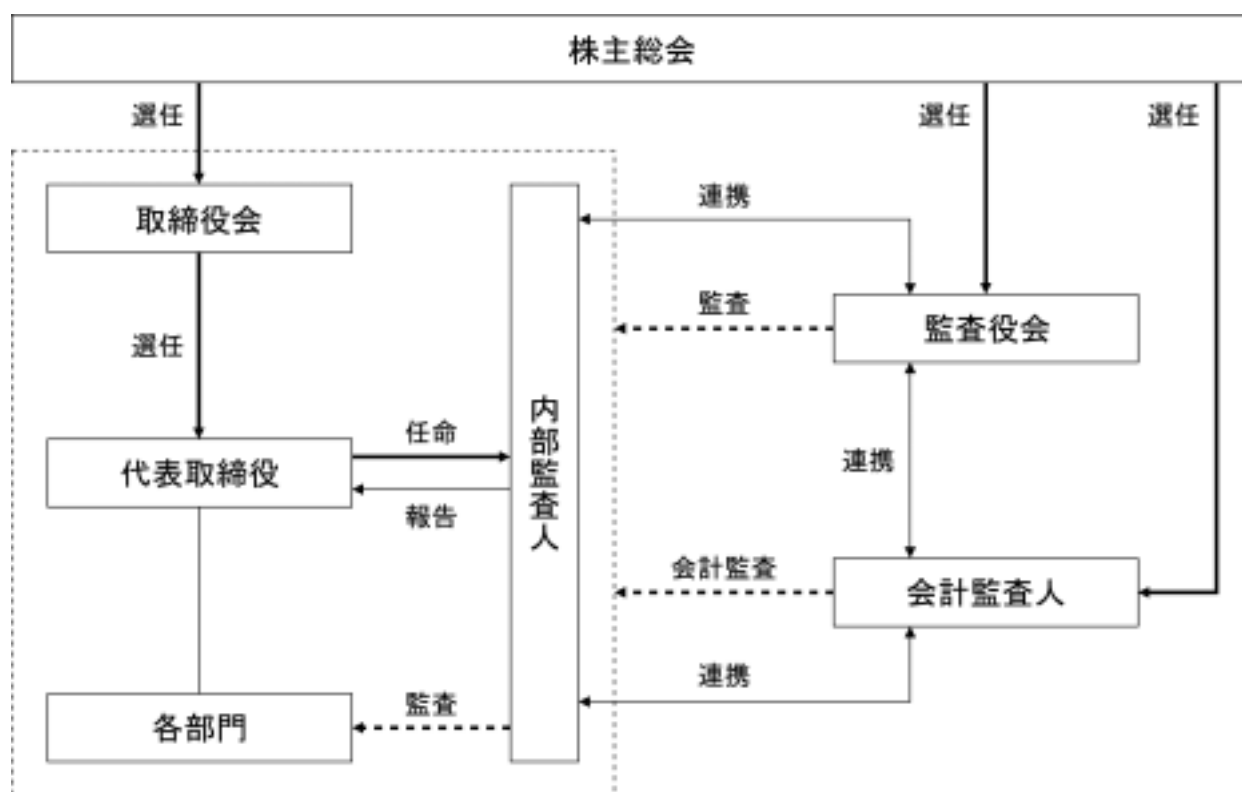 株主総会
選任
選任
選任
取締役会
連携
監査
監査役会
選任
内部監査人
任命
代表取締役
報告
連携
会計監査
会計監査人
連携
各部門
監査